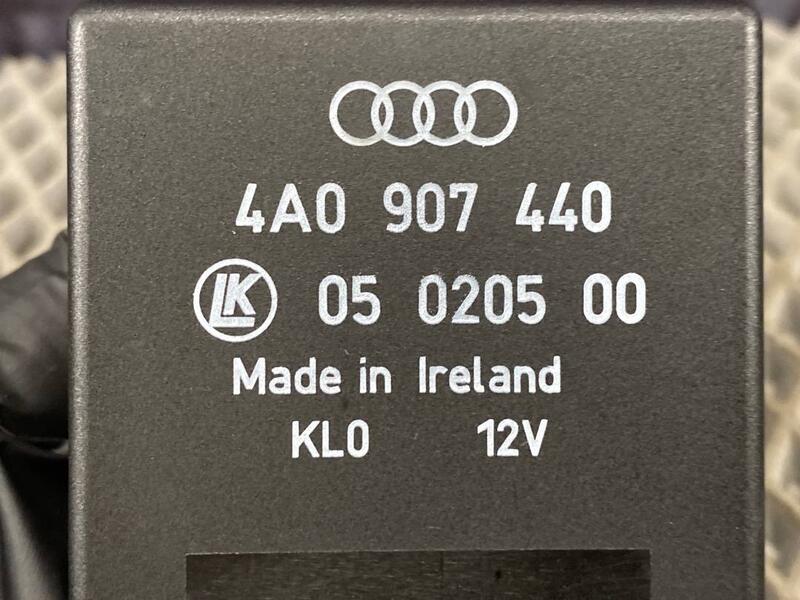 4A0 907 440
LK 05 0205 00
Made in Ireland
KL0 12V